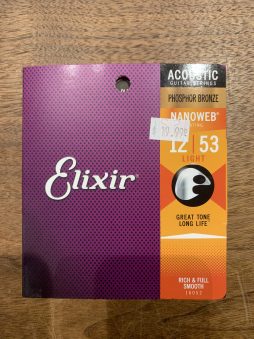 ACOUSTIC
GUITAR STRINGS
PHOSPHOR BRONZE
NANOWEB®
12 53
LIGHT
Elixir®
GREAT TONE
LONG LIFE
RICH & FULL
SMOOTH